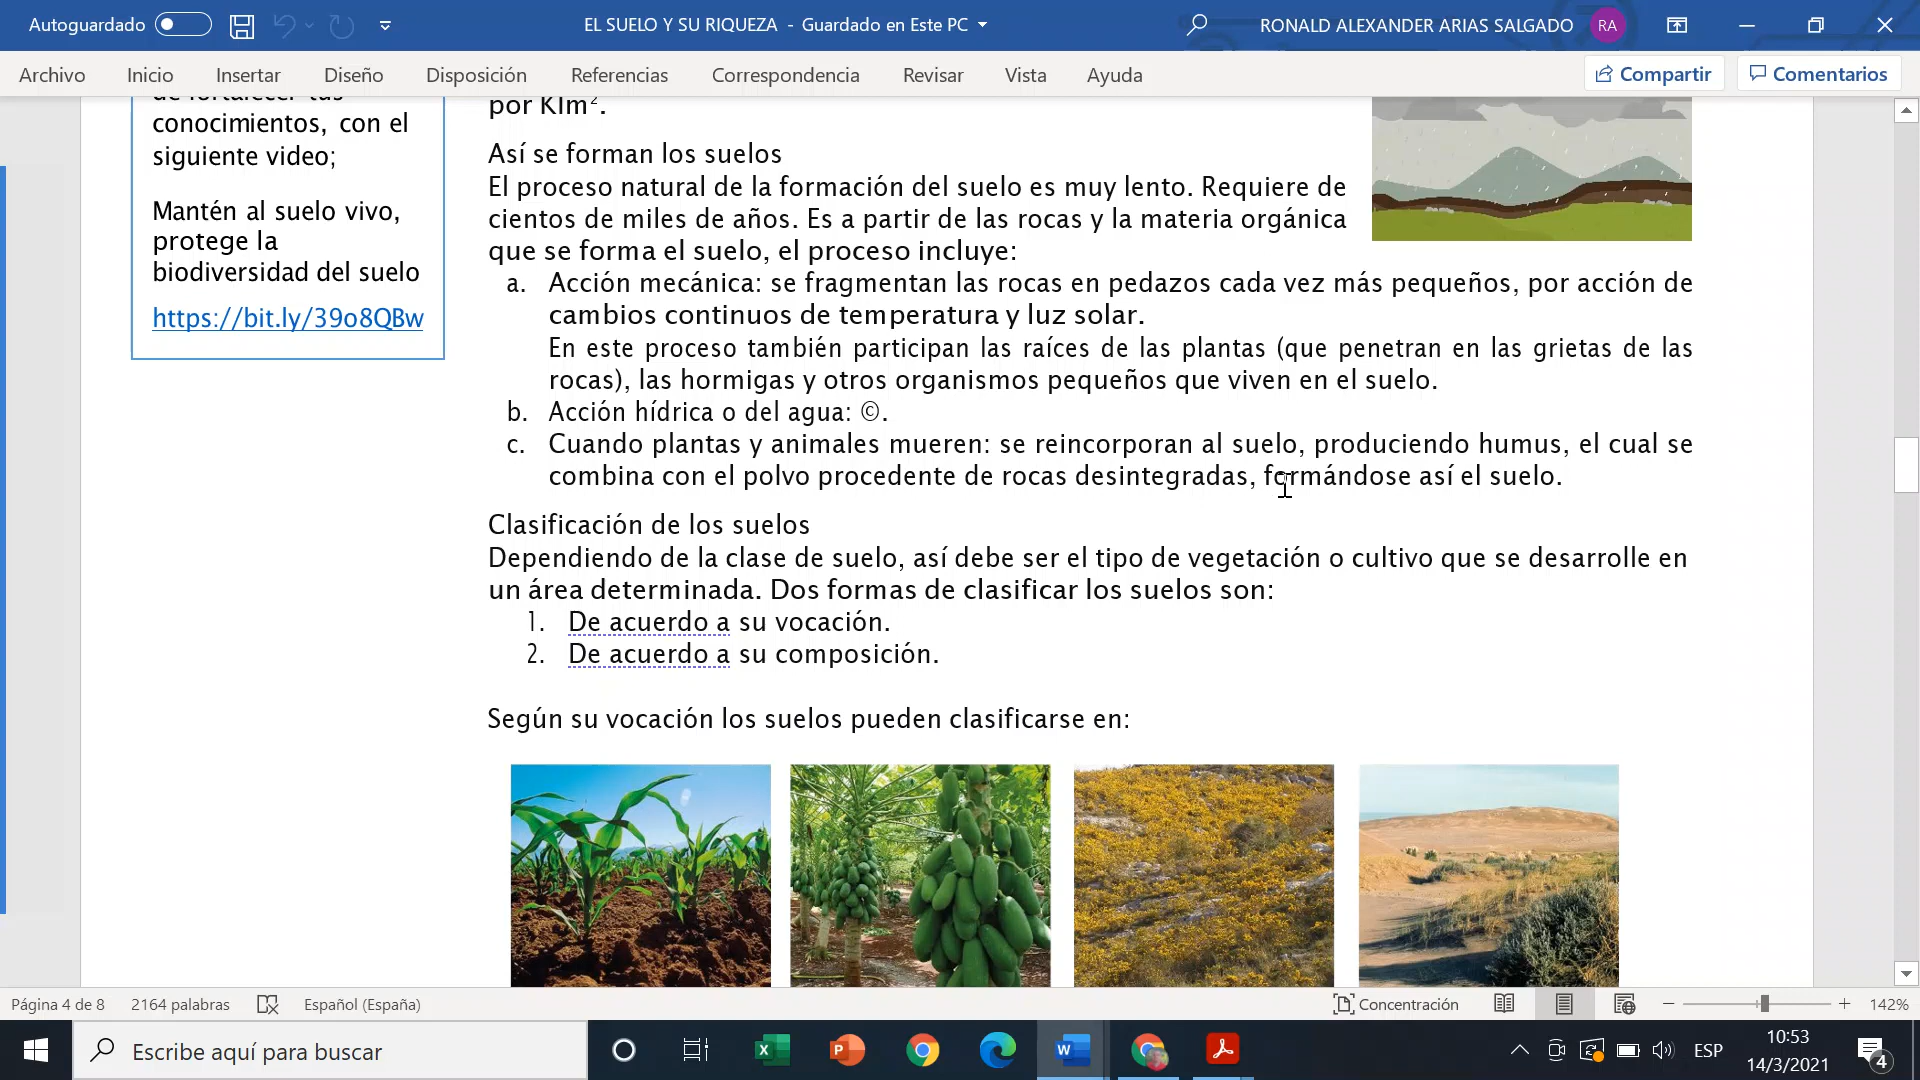 Autoguardado
EL SUELO Y SU RIQUEZA - Guardado en Este PC
RONALD ALEXANDER ARIAS SALGADO
RA
Archivo Inicio Insertar Diseño Disposición Referencias Correspondencia Revisar Vista Ayuda
Compartir
Comentarios
de fortalecer tus
conocimientos, con el
siguiente video;
Mantén al suelo vivo,
protege la
biodiversidad del suelo
https://bit.ly/39o8QBw
por Klm².
Así se forman los suelos
El proceso natural de la formación del suelo es muy lento. Requiere de
cientos de miles de años. Es a partir de las rocas y la materia orgánica
que se forma el suelo, el proceso incluye:
a. Acción mecánica: se fragmentan las rocas en pedazos cada vez más pequeños, por acción de
cambios continuos de temperatura y luz solar.
En este proceso también participan las raíces de las plantas (que penetran en las grietas de las
rocas), las hormigas y otros organismos pequeños que viven en el suelo.
b. Acción hídrica o del agua: ©.
c. Cuando plantas y animales mueren: se reincorporan al suelo, produciendo humus, el cual se
combina con el polvo procedente de rocas desintegradas, formándose así el suelo.
Clasificación de los suelos
Dependiendo de la clase de suelo, así debe ser el tipo de vegetación o cultivo que se desarrolle en
un área determinada. Dos formas de clasificar los suelos son:
1. De acuerdo a su vocación.
2. De acuerdo a su composición.
Según su vocación los suelos pueden clasificarse en:
Página 4 de 8
2164 palabras
Español (España)
Concentración
142%
Escribe aquí para buscar
ESP
10:53
14/3/2021
4